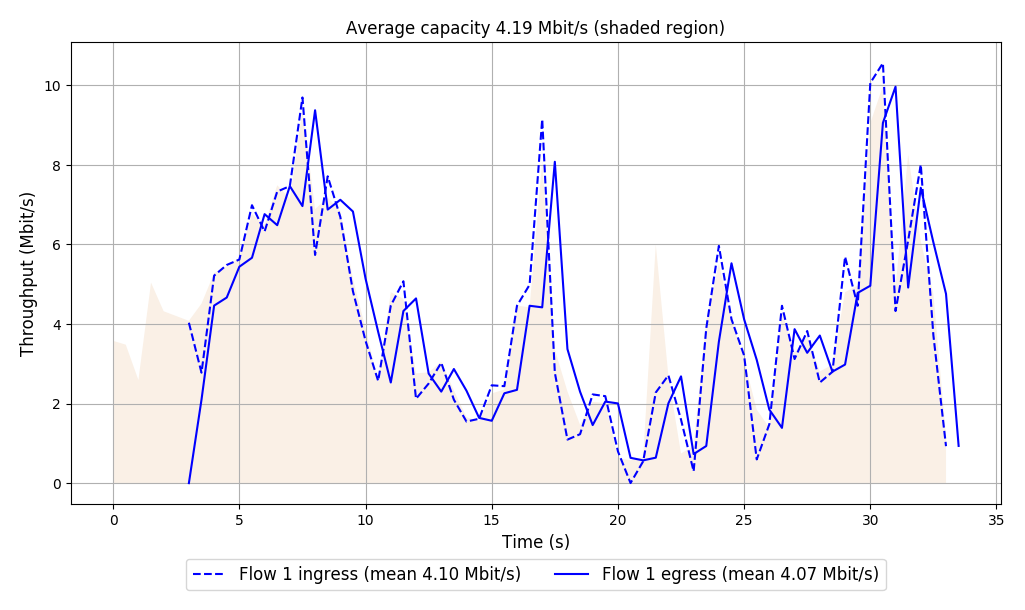 Average capacity 4.19 Mbit/s (shaded region)
Throughput (Mbit/s)
10
8
6
4
2
0
0 5 10 15 20 25 30 35
Time (s)
Flow 1 ingress (mean 4.10 Mbit/s) Flow 1 egress (mean 4.07 Mbit/s)